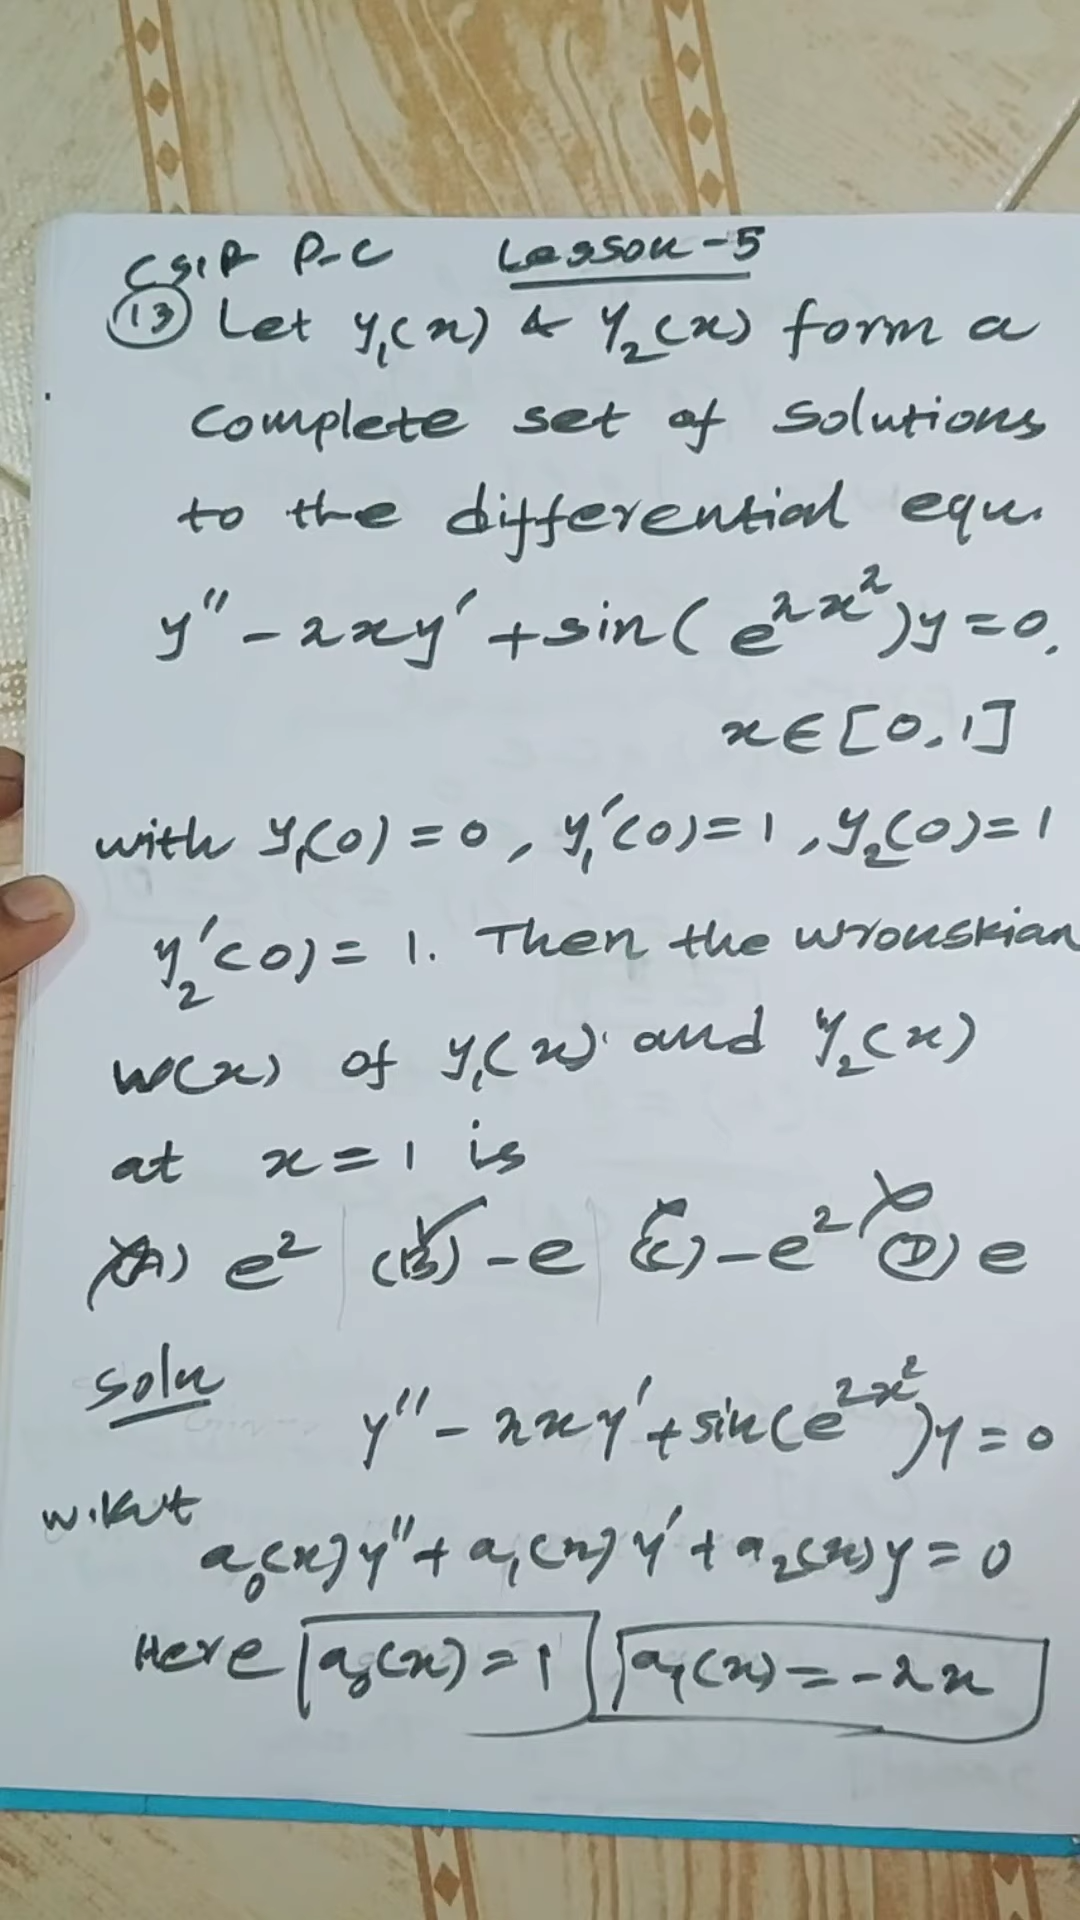 CSIR P-C Lesson-5
(13) Let y₁(x) & y₂(x) form a
complete set of solutions
to the differential equ.
y'' - 2xy' + sin(e^{2x²})y = 0,
x ∈ [0,1]
with y₁(0) = 0, y₁'(0) = 1, y₂(0) = 1
y₂'(0) = 1. Then the wronskian
w(x) of y₁(x) and y₂(x)
at x = 1 is
(A) e² (B) -e (C) -e² (D) e
Soln
y'' - 2xy' + sin(e^{2x²})y = 0
w.k.t
a₀(x)y'' + a₁(x)y' + a₂(x)y = 0
Here a₀(x) = 1 a₁(x) = -2x